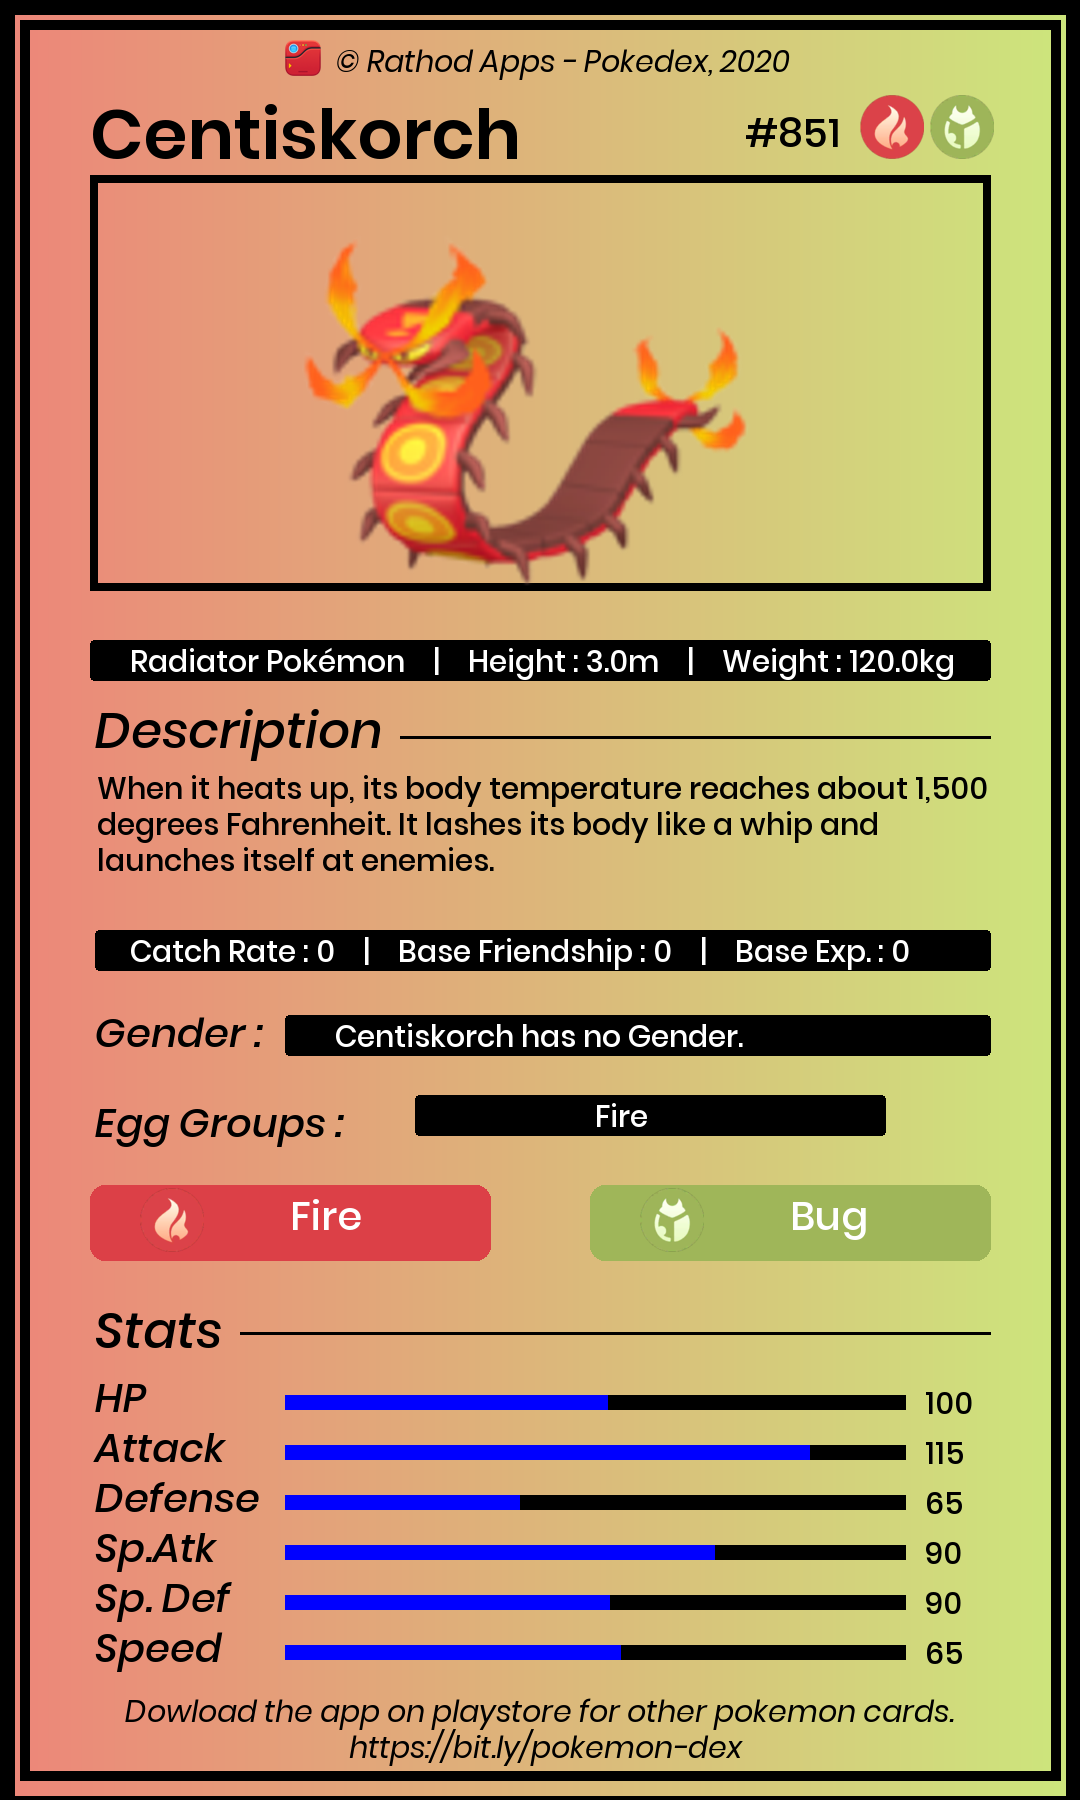 © Rathod Apps - Pokedex, 2020
Centiskorch
#851
Radiator Pokémon | Height : 3.0m | Weight : 120.0kg
Description
When it heats up, its body temperature reaches about 1,500
degrees Fahrenheit. It lashes its body like a whip and
launches itself at enemies.
Catch Rate : 0 | Base Friendship : 0 | Base Exp. : 0
Gender : Centiskorch has no Gender.
Egg Groups : Fire
Fire Bug
Stats
HP 100
Attack 115
Defense 65
Sp.Atk 90
Sp. Def 90
Speed 65
Dowload the app on playstore for other pokemon cards.
https://bit.ly/pokemon-dex